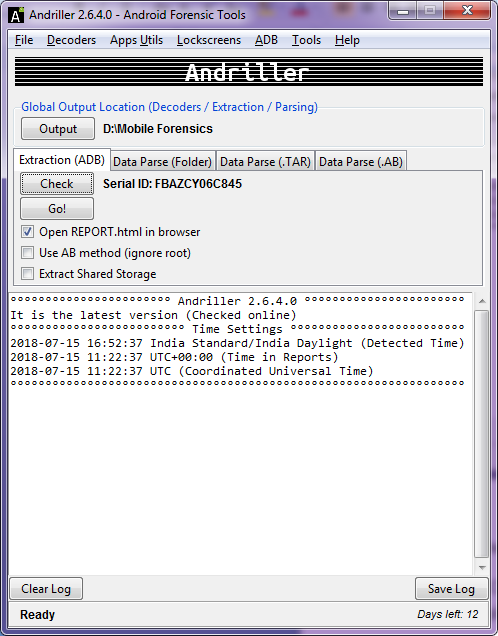 Andriller 2.6.4.0 - Android Forensic Tools
File Decoders Apps Utils Lockscreens ADB Tools Help
Andriller
Global Output Location (Decoders / Extraction / Parsing)
Output D:\Mobile Forensics
Extraction (ADB) Data Parse (Folder) Data Parse (.TAR) Data Parse (.AB)
Check Serial ID: FBAZCY06C845
Go!
Open REPORT.html in browser
Use AB method (ignore root)
Extract Shared Storage
°°°°°°°°°°°°°°°°°°°°°°°° Andriller 2.6.4.0 °°°°°°°°°°°°°°°°°°°°°°°°
It is the latest version (Checked online)
°°°°°°°°°°°°°°°°°°°°°°°°°° Time Settings °°°°°°°°°°°°°°°°°°°°°°°°°°
2018-07-15 16:52:37 India Standard/India Daylight (Detected Time)
2018-07-15 11:22:37 UTC+00:00 (Time in Reports)
2018-07-15 11:22:37 UTC (Coordinated Universal Time)
°°°°°°°°°°°°°°°°°°°°°°°°°°°°°°°°°°°°°°°°°°°°°°°°°°°°°°°°°°°°°°°°°°°°
Clear Log Save Log
Ready Days left: 12